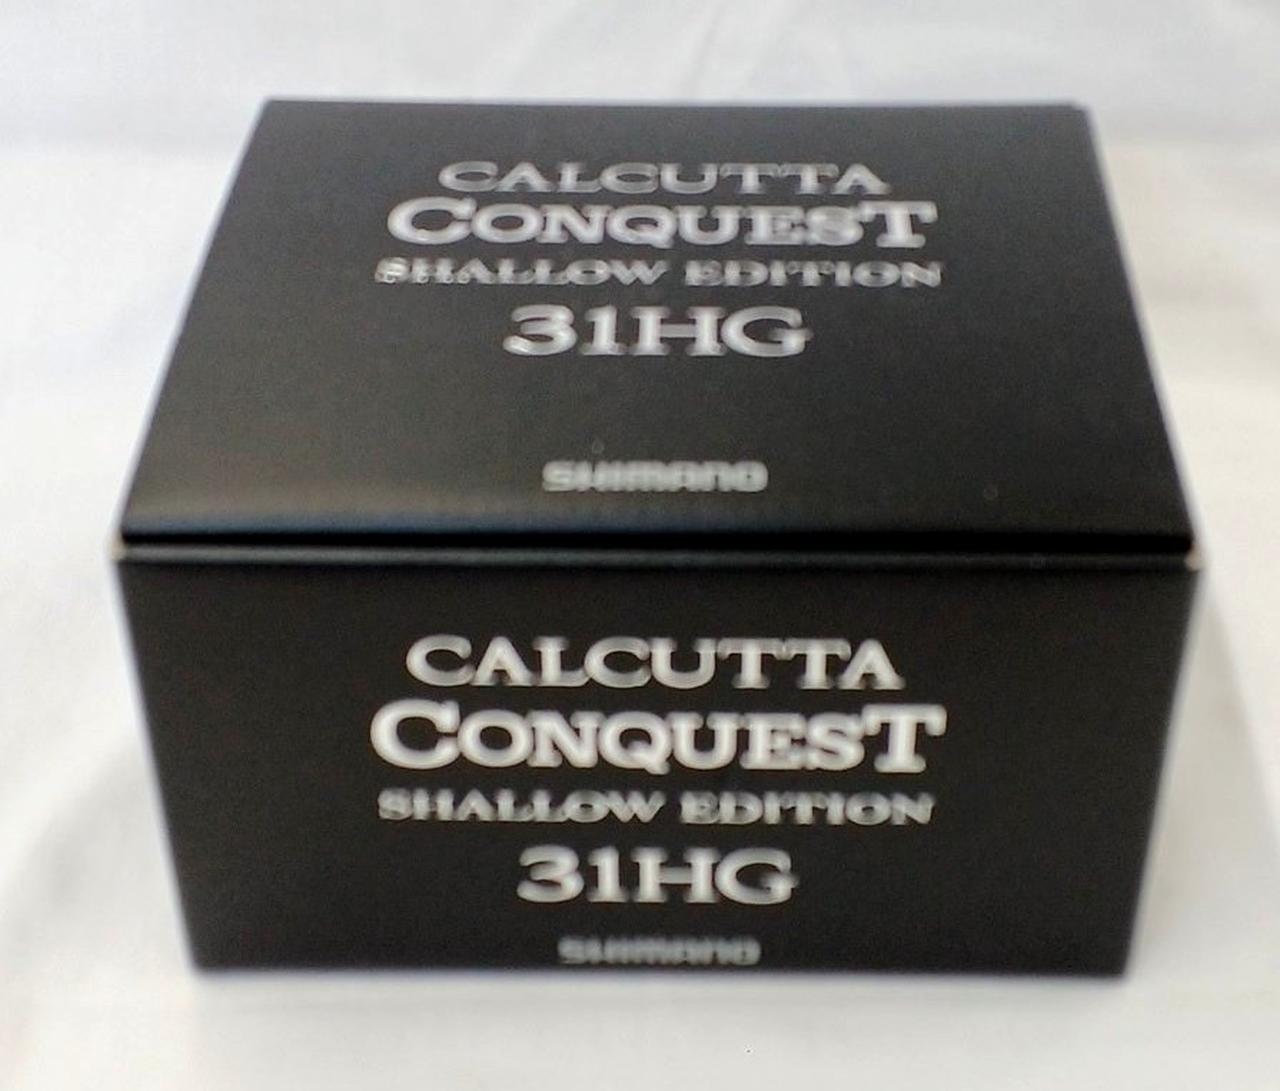 CALCUTTA
CONQUEST
SHALLOW EDITION
31HG
SHIMANO
CALCUTTA
CONQUEST
SHALLOW EDITION
31HG
SHIMANO